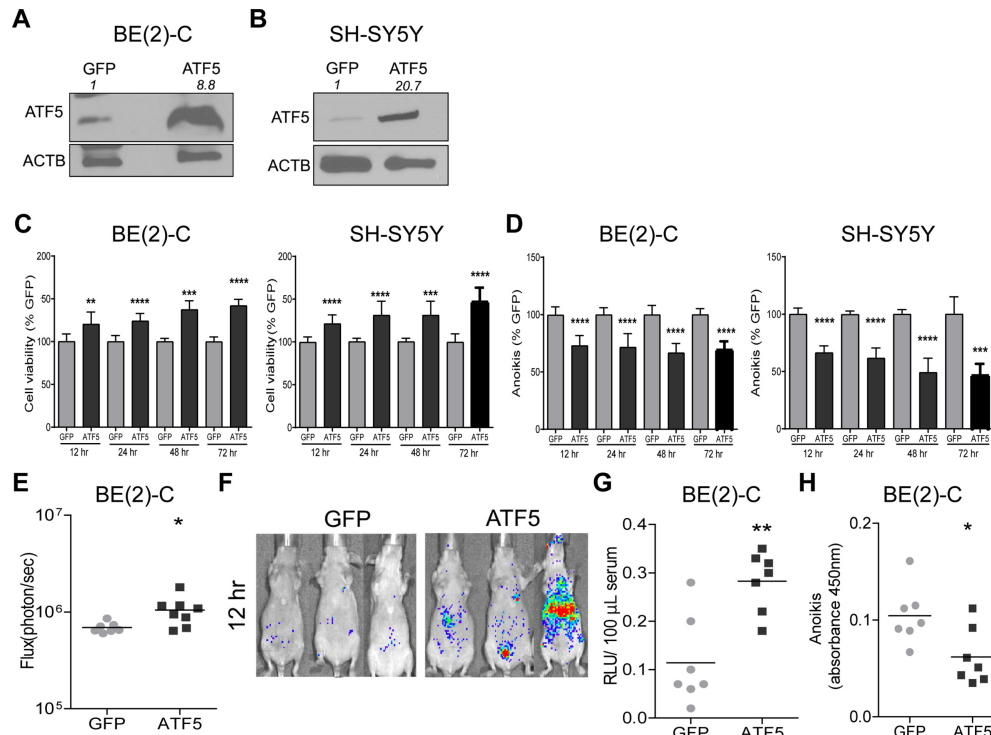 A
BE(2)-C
GFP
ATF5
1
8.8
ATF5
ACTB
B
SH-SY5Y
GFP
ATF5
1
20.7
ATF5
ACTB
C
BE(2)-C
Cell viability (% GFP)
200
50
100
50
0
** **** *** ****
GFP ATF5 GFP ATF5 GFP ATF5 GFP ATF5
12 hr 24 hr 48 hr 72 hr
SH-SY5Y
Cell viability (% GFP)
200
50
100
50
0
**** **** *** ****
GFP ATF5 GFP ATF5 GFP ATF5 GFP ATF5
12 hr 24 hr 48 hr 72 hr
D
BE(2)-C
Anoikis (% GFP)
150
100
50
0
**** **** **** ****
GFP ATF5 GFP ATF5 GFP ATF5 GFP ATF5
12 hr 24 hr 48 hr 72 hr
SH-SY5Y
Anoikis (% GFP)
150
100
50
0
**** **** **** ***
GFP ATF5 GFP ATF5 GFP ATF5 GFP ATF5
12 hr 24 hr 48 hr 72 hr
E
BE(2)-C
Flux(photon/sec)
10⁷
10⁶
10⁵
*
GFP ATF5
F
GFP
ATF5
12 hr
G
BE(2)-C
RLU/ 100 µL serum
0.4
0.3
0.2
0.1
0.0
**
GFP ATF5
H
BE(2)-C
Anoikis
(absorbance 450nm)
0.2
0.1
0.0
*
GFP ATF5